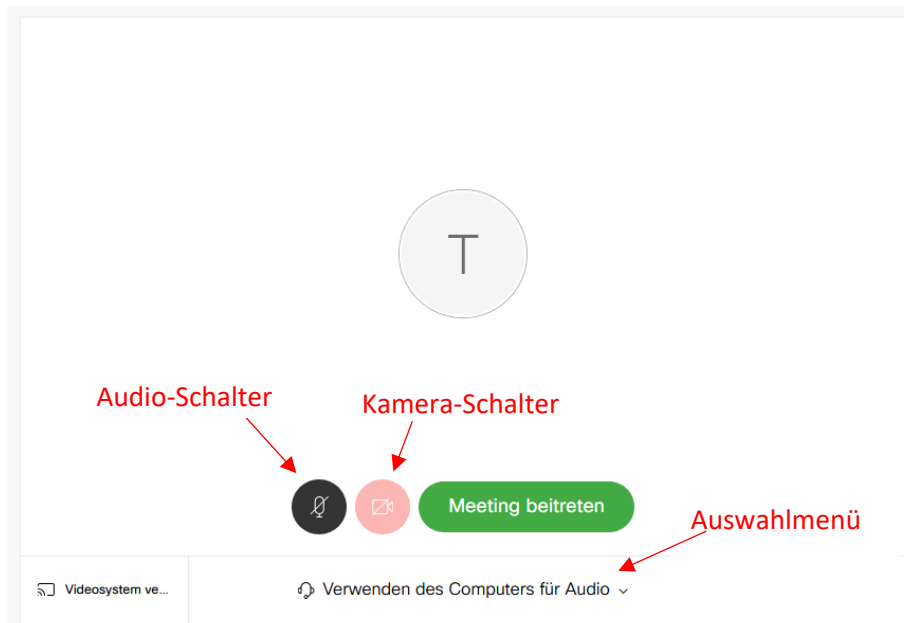 T
Audio-Schalter
Kamera-Schalter
Meeting beitreten
Auswahlmenü
Videosystem ve...
Verwenden des Computers für Audio